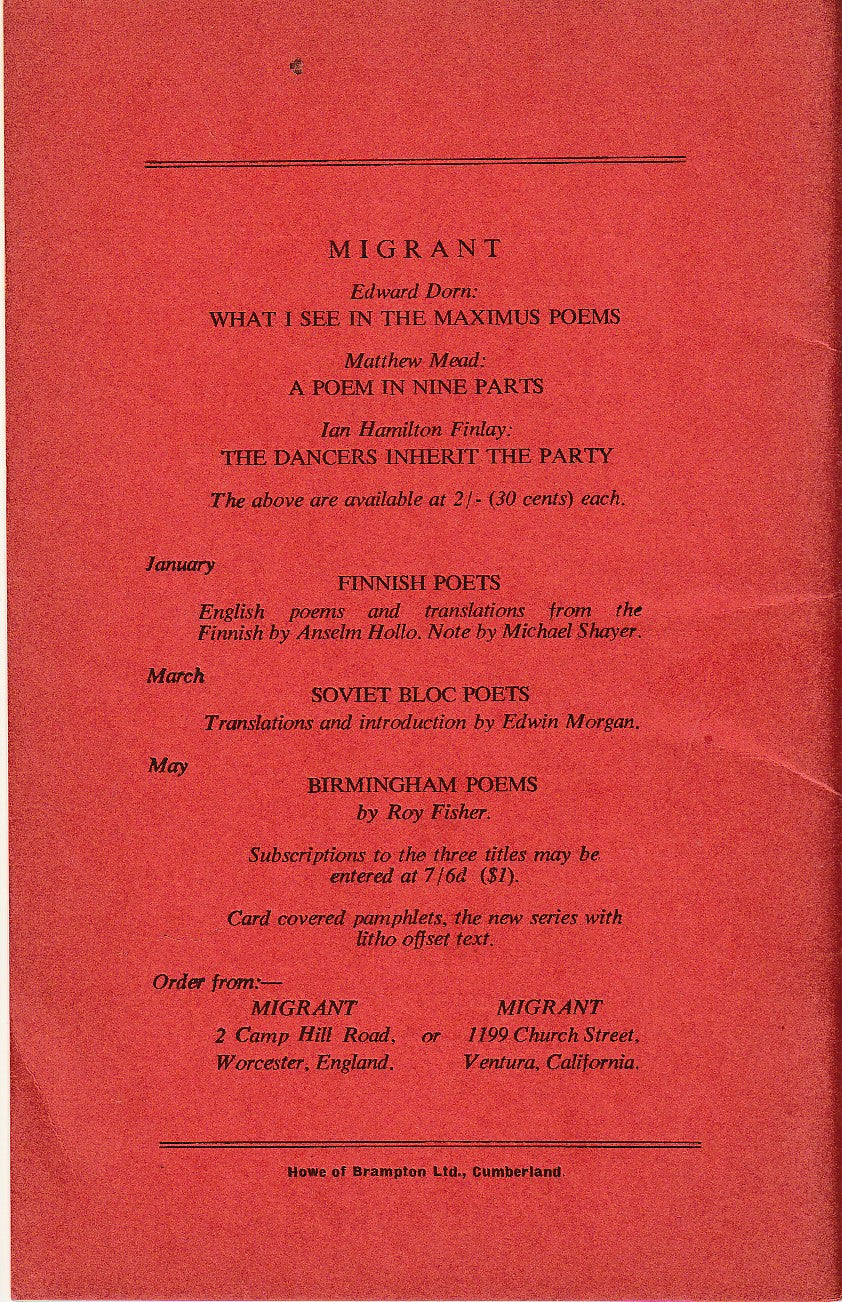 MIGRANT
Edward Dorn:
WHAT I SEE IN THE MAXIMUS POEMS
Matthew Mead:
A POEM IN NINE PARTS
Ian Hamilton Finlay:
THE DANCERS INHERIT THE PARTY
The above are available at 2/- (30 cents) each.
January
FINNISH POETS
English poems and translations from the
Finnish by Anselm Hollo. Note by Michael Shayer.
March
SOVIET BLOC POETS
Translations and introduction by Edwin Morgan.
May
BIRMINGHAM POEMS
by Roy Fisher.
Subscriptions to the three titles may be
entered at 7/6d ($1).
Card covered pamphlets, the new series with
litho offset text.
Order from:—
MIGRANT MIGRANT
2 Camp Hill Road, or 1199 Church Street,
Worcester, England. Ventura, California.
Howe of Brampton Ltd., Cumberland